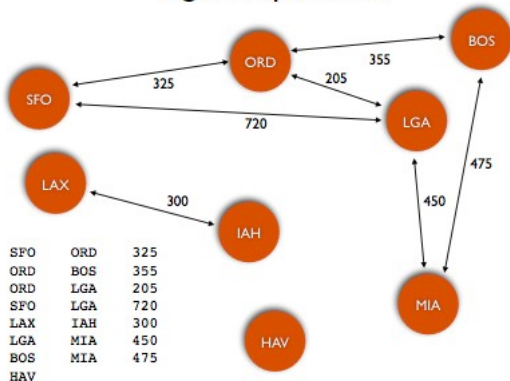 BOS
ORD
355
325
205
SFO
LGA
720
475
LAX
450
300
IAH
SFO ORD 325
ORD BOS 355
ORD LGA 205
SFO LGA 720
LAX IAH 300
LGA MIA 450
BOS MIA 475
HAV
MIA
HAV